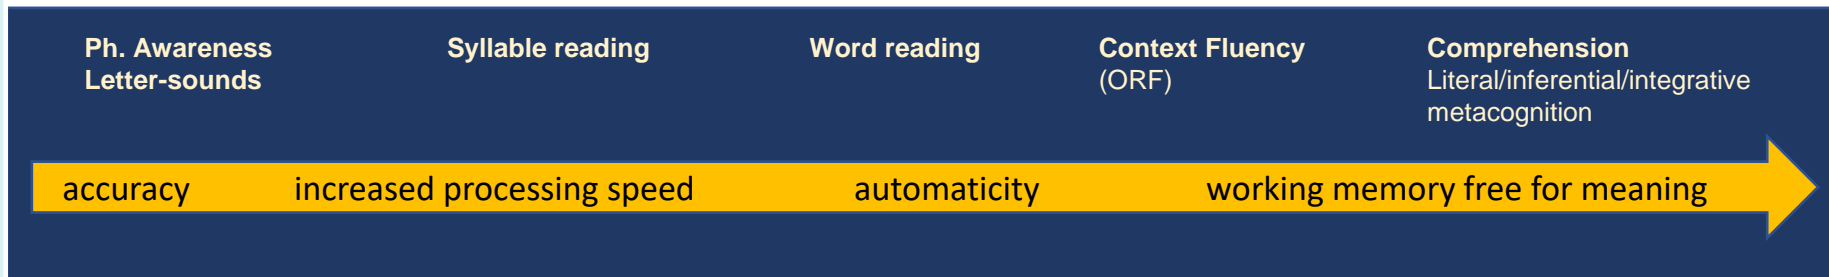 Ph. Awareness
Letter-sounds
Syllable reading
Word reading
Context Fluency
(ORF)
Comprehension
Literal/inferential/integrative
metacognition
accuracy increased processing speed automaticity working memory free for meaning